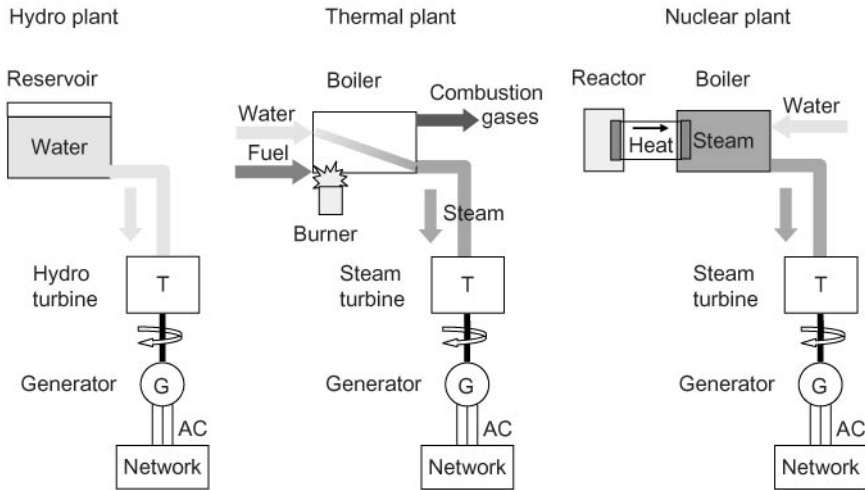 Hydro plant
Reservoir
Water
Hydro
turbine
T
Generator
G
AC
Network
Thermal plant
Boiler
Water
Fuel
Combustion
gases
Burner
Steam
Steam
turbine
T
Generator
G
AC
Network
Nuclear plant
Reactor
Boiler
Water
Heat
Steam
Steam
turbine
T
Generator
G
AC
Network